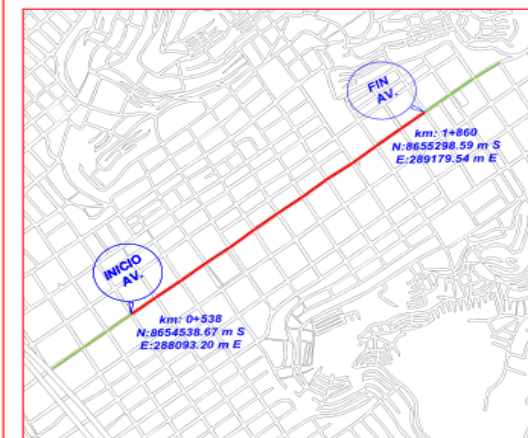 FIN
AV.
km: 1+860
N:8655298.59 m S
E:289179.54 m E
INICIO
AV.
km: 0+538
N:8654538.67 m S
E:288093.20 m E